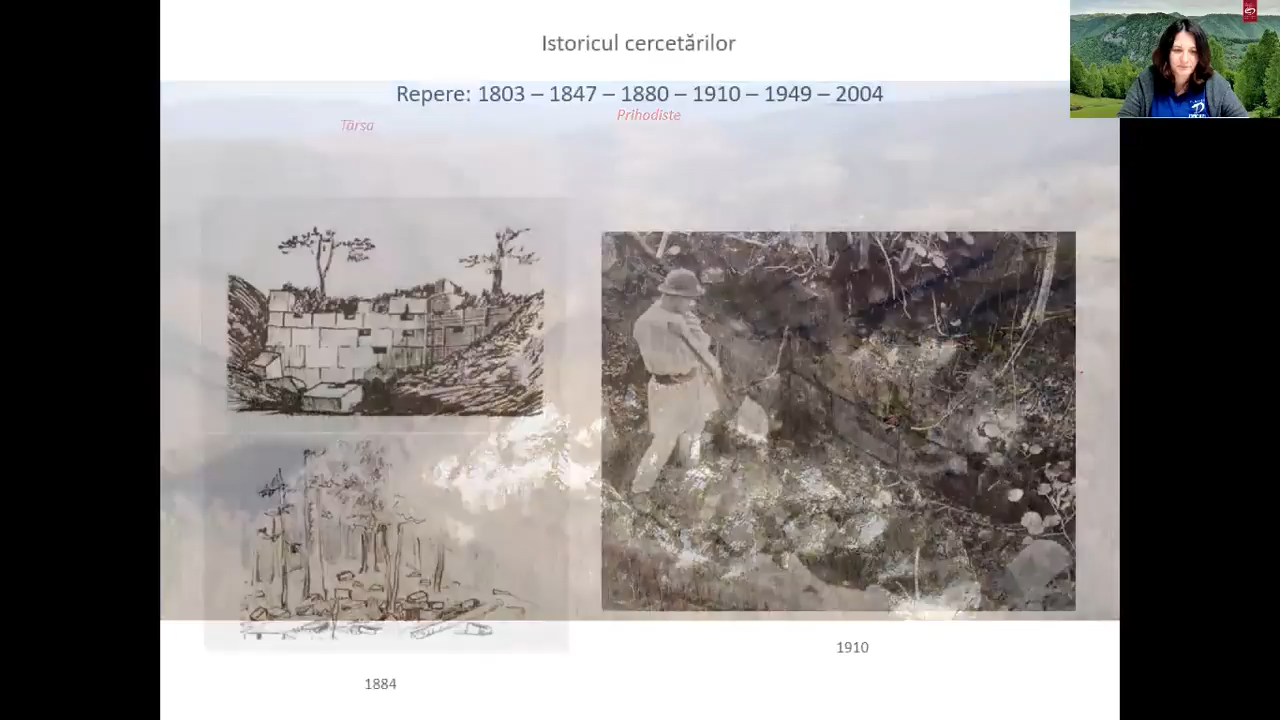 Istoricul cercetărilor
Repere: 1803 – 1847 – 1880 – 1910 – 1949 – 2004
Târsa
Prihodiste
1910
1884